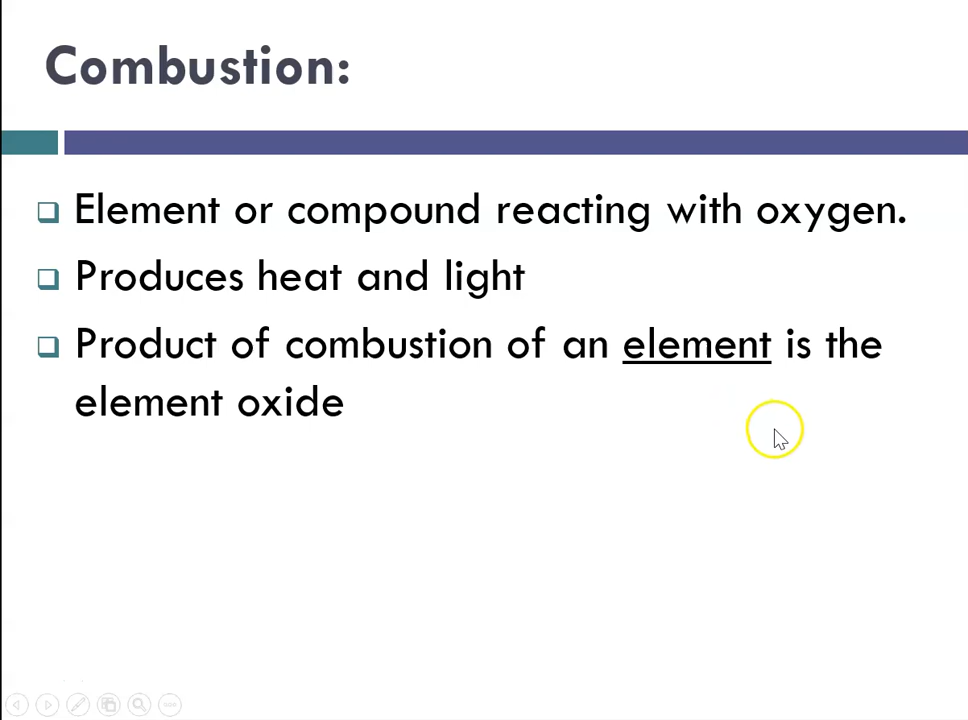 Combustion:
Element or compound reacting with oxygen.
Produces heat and light
Product of combustion of an element is the
element oxide